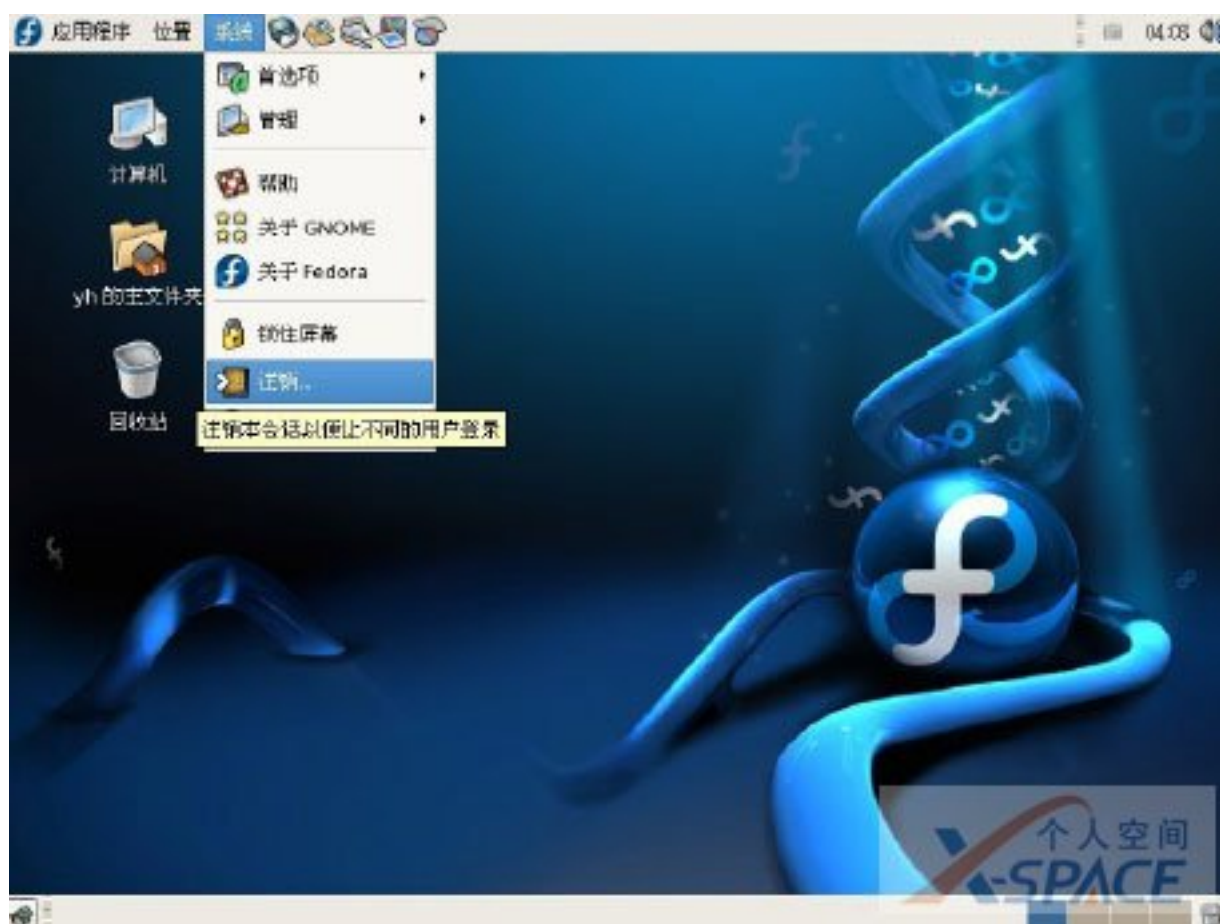 应用程序 位置 系统 04:08
首选项
管理
帮助
关于 GNOME
关于 Fedora
锁住屏幕
注销...
注销本会话以便让不同的用户登录
计算机
yh 的主文件夹
回收站
个人空间
X-SPACE